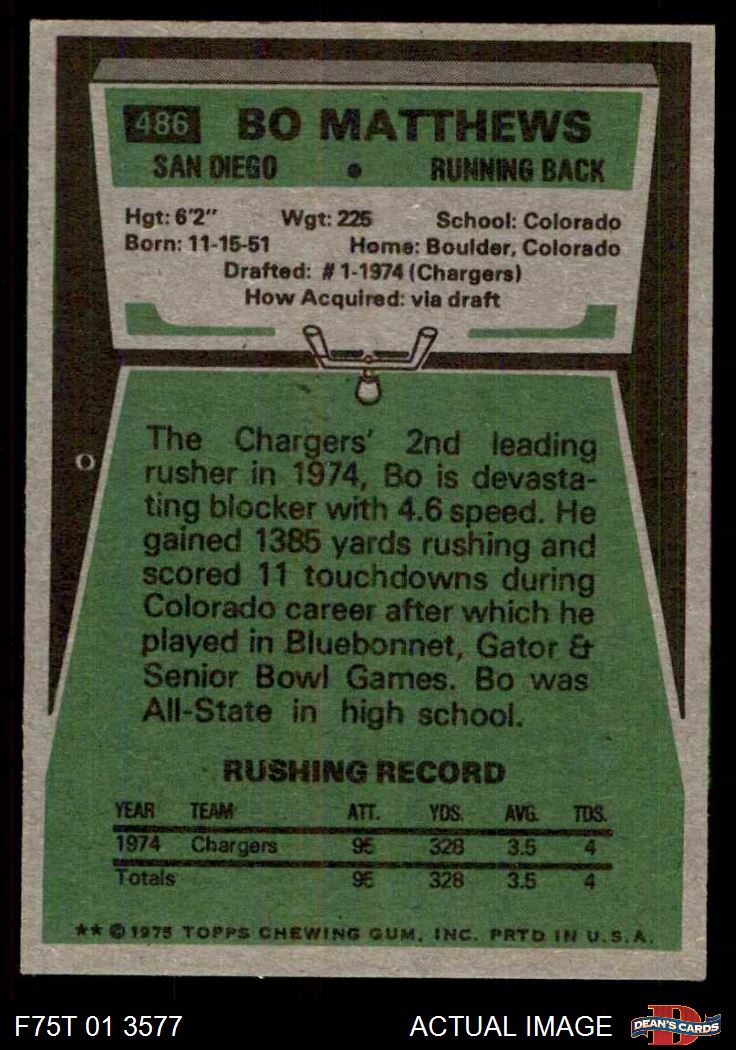 486 BO MATTHEWS
SAN DIEGO • RUNNING BACK
Hgt: 6'2" Wgt: 225 School: Colorado
Born: 11-15-51 Home: Boulder, Colorado
Drafted: #1-1974 (Chargers)
How Acquired: via draft
The Chargers' 2nd leading
rusher in 1974, Bo is devasta-
ting blocker with 4.6 speed. He
gained 1385 yards rushing and
scored 11 touchdowns during
Colorado career after which he
played in Bluebonnet, Gator &
Senior Bowl Games. Bo was
All-State in high school.
RUSHING RECORD
YEAR TEAM ATT. YDS. AVG. TDS.
1974 Chargers 95 328 3.5 4
Totals 95 328 3.5 4
** © 1975 TOPPS CHEWING GUM, INC. PRTD IN U.S.A.
F75T 01 3577 ACTUAL IMAGE DEAN'S CARDS